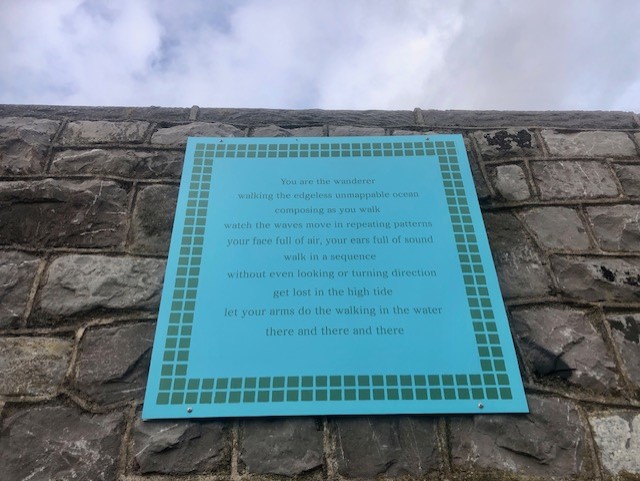 You are the wanderer
walking the edgeless unmappable ocean
composing as you walk
watch the waves move in repeating patterns
your face full of air, your ears full of sound
walk in a sequence
without even looking or turning direction
get lost in the high tide
let your arms do the walking in the water
there and there and there